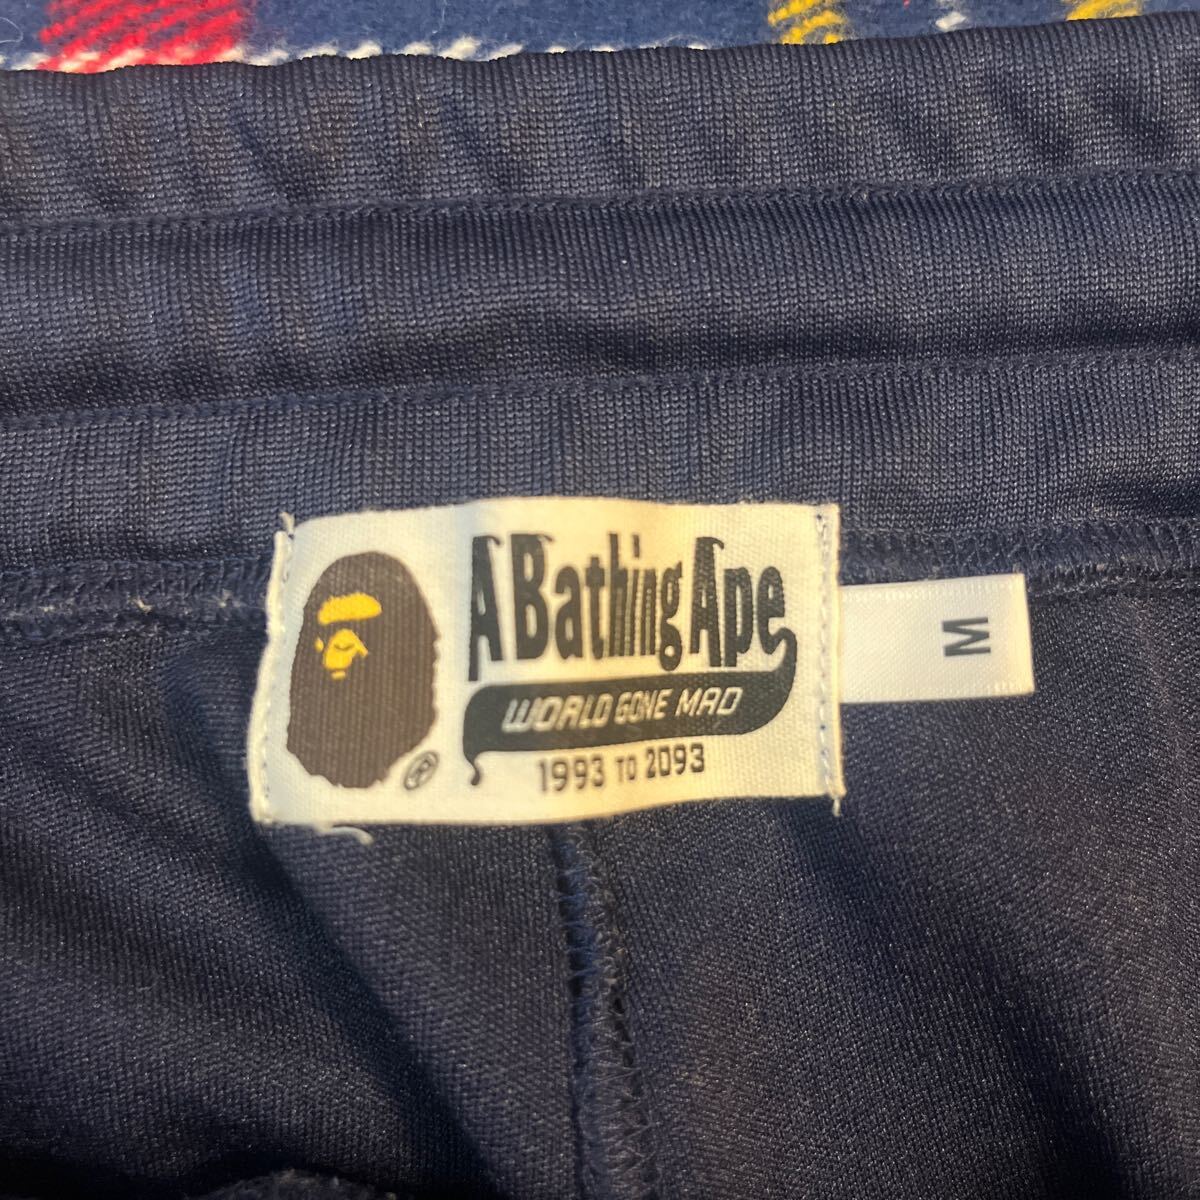 A Bathing Ape
WORLD GONE MAD
1993 TO 2093
®
M